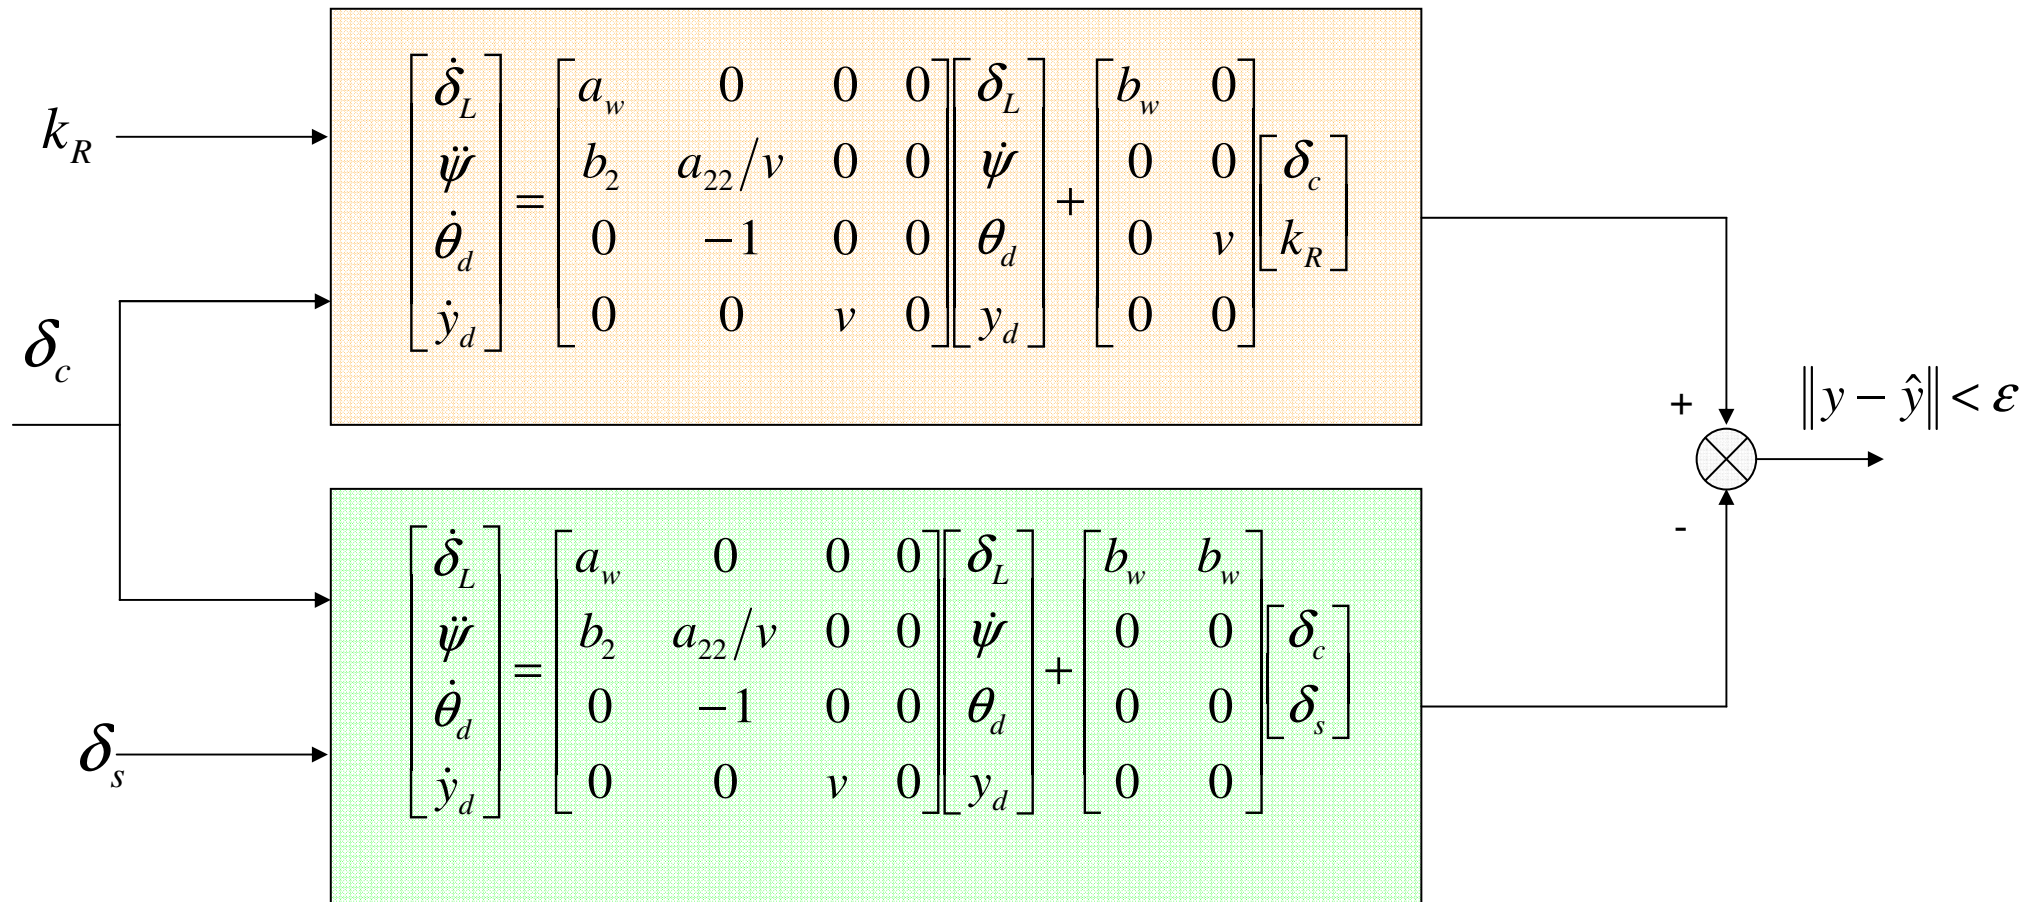 k_R
δ_c
δ_s
[δ̇_L ψ̈ θ̇_d ẏ_d] = [a_w 0 0 0; b_2 a_22/v 0 0; 0 −1 0 0; 0 0 v 0] [δ_L ψ̇ θ_d y_d] + [b_w 0; 0 0; 0 v; 0 0] [δ_c k_R]
[δ̇_L ψ̈ θ̇_d ẏ_d] = [a_w 0 0 0; b_2 a_22/v 0 0; 0 −1 0 0; 0 0 v 0] [δ_L ψ̇ θ_d y_d] + [b_w b_w; 0 0; 0 0; 0 0] [δ_c δ_s]
+
-
‖y − ŷ‖ < ε